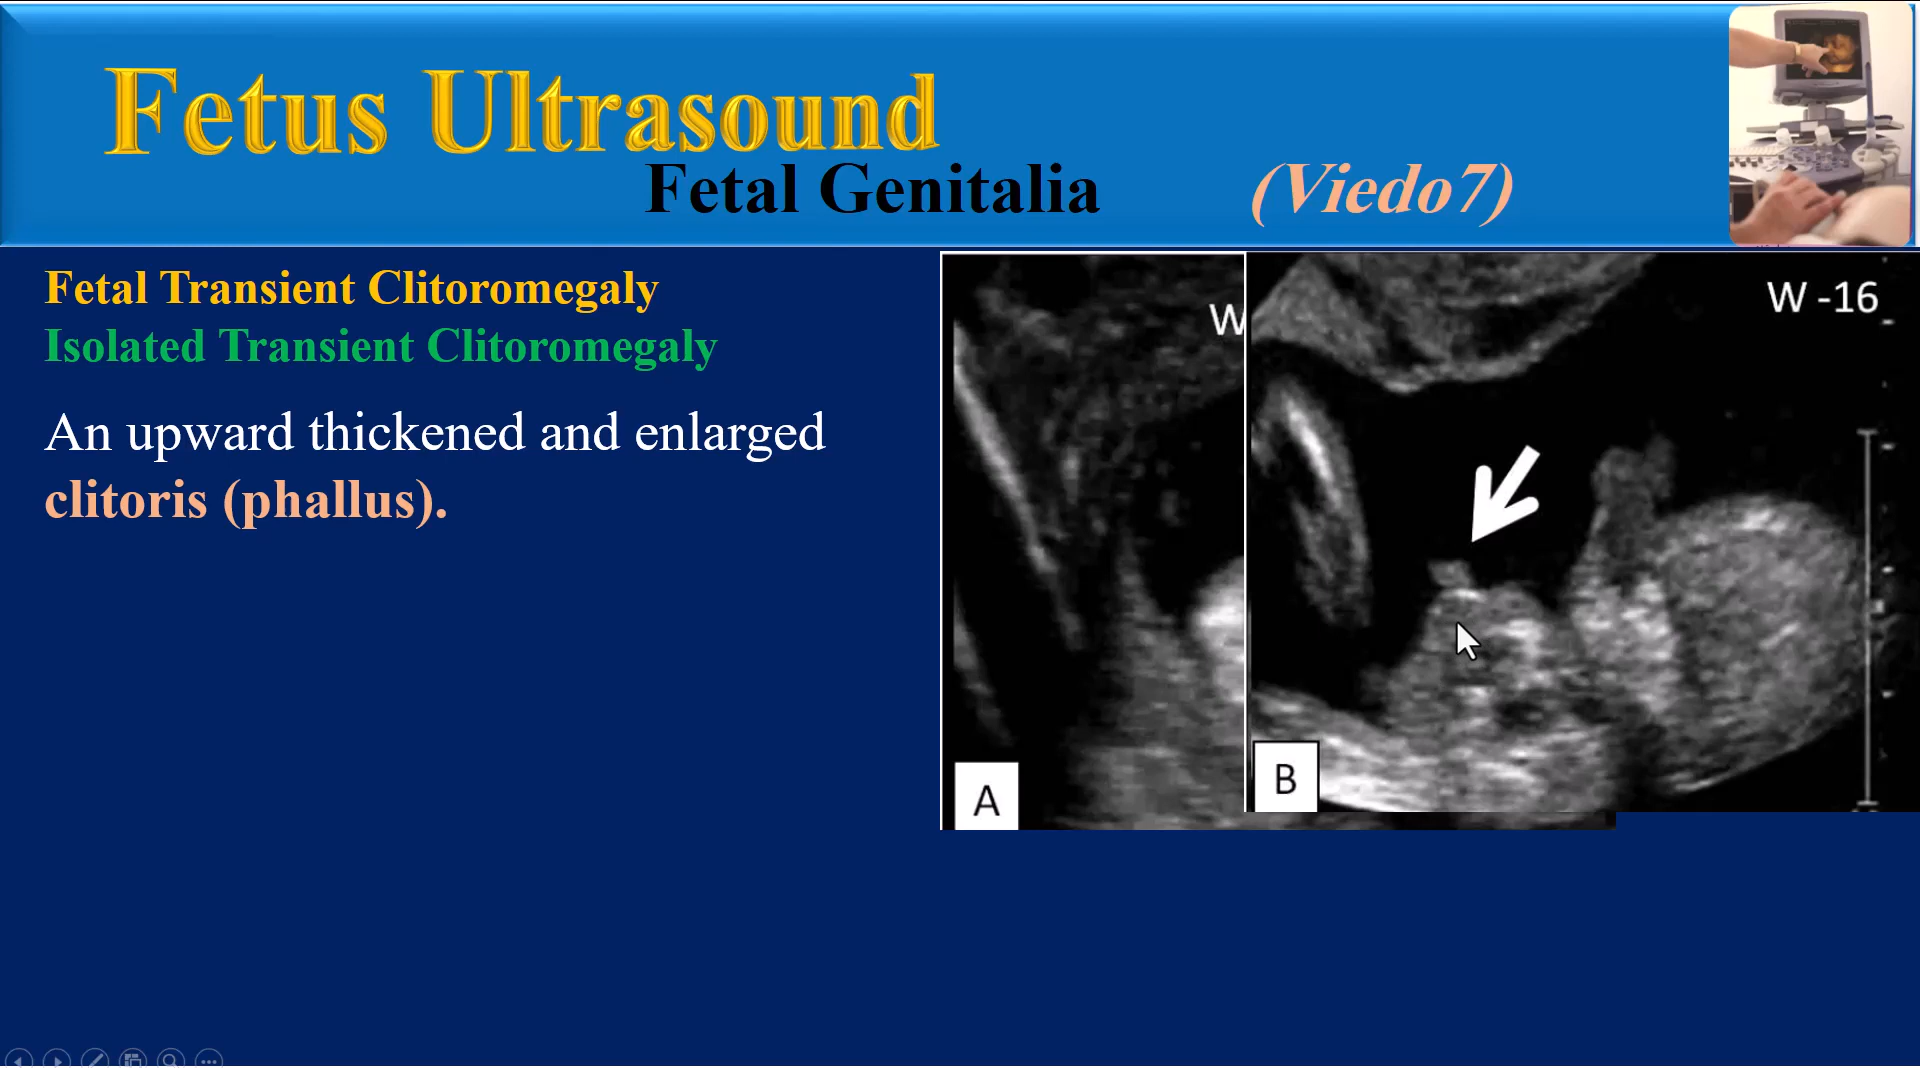 Fetus Ultrasound
Fetal Genitalia (Viedo7)
Fetal Transient Clitoromegaly
Isolated Transient Clitoromegaly
An upward thickened and enlarged
clitoris (phallus).
W
W -16
A
B